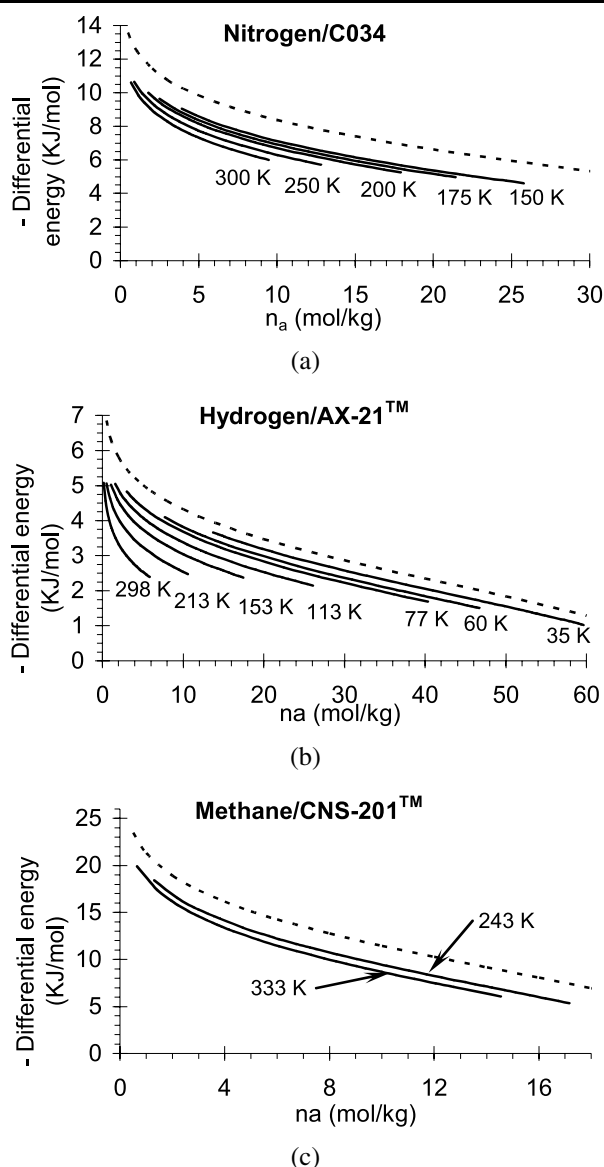 Nitrogen/C034
- Differential
energy (KJ/mol)
14
12
10
8
6
4
2
0
300 K
250 K
200 K
175 K
150 K
0
5
10
15
20
25
30
nₐ (mol/kg)
(a)
Hydrogen/AX-21™
- Differential energy
(KJ/mol)
7
6
5
4
3
2
1
0
298 K
213 K
153 K
113 K
77 K
60 K
35 K
0
10
20
30
40
50
60
na (mol/kg)
(b)
Methane/CNS-201™
- Differential energy
(KJ/mol)
25
20
15
10
5
0
243 K
333 K
0
4
8
12
16
na (mol/kg)
(c)